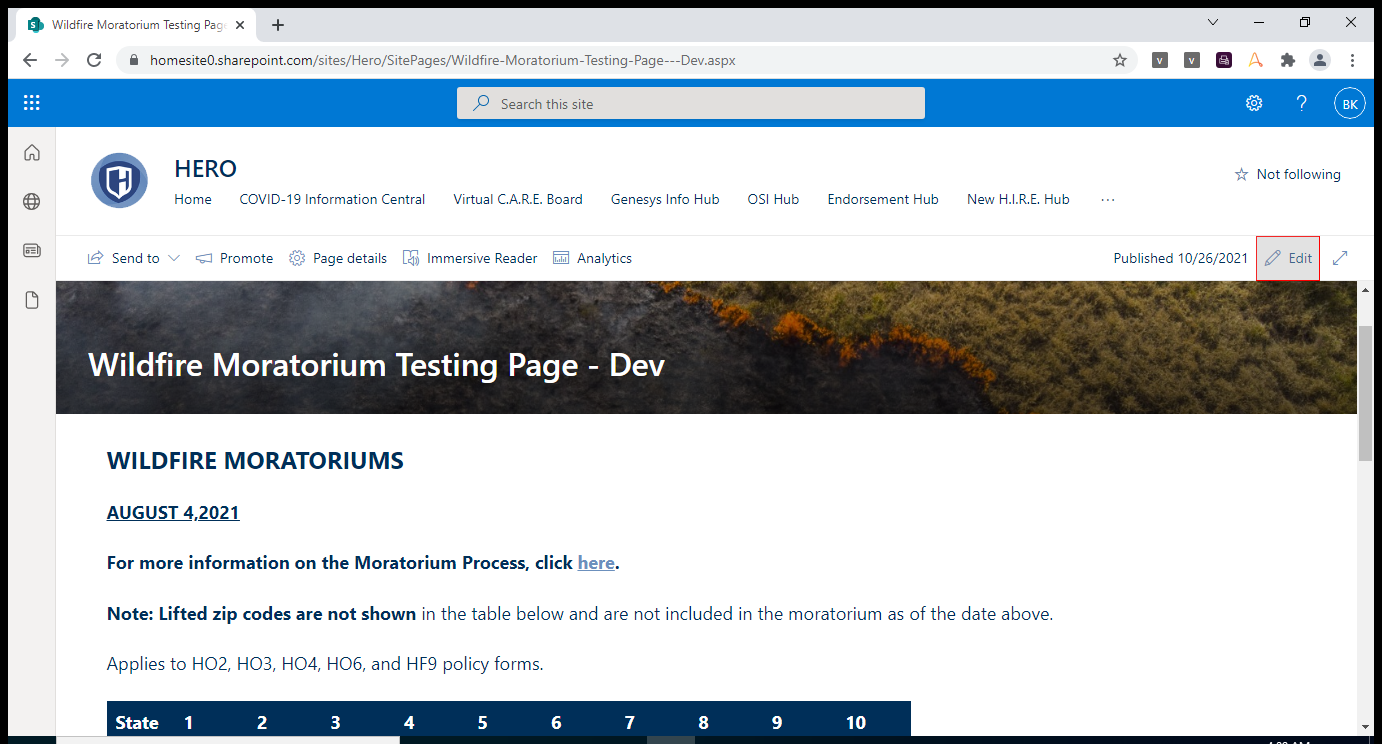 Wildfire Moratorium Testing Page
homesite0.sharepoint.com/sites/Hero/SitePages/Wildfire-Moratorium-Testing-Page---Dev.aspx
V V
Search this site
? BK
HERO
Not following
Home COVID-19 Information Central Virtual C.A.R.E. Board Genesys Info Hub OSI Hub Endorsement Hub New H.I.R.E. Hub ...
Send to Promote Page details Immersive Reader Analytics Published 10/26/2021 Edit
Wildfire Moratorium Testing Page - Dev
WILDFIRE MORATORIUMS
AUGUST 4,2021
For more information on the Moratorium Process, click here.
Note: Lifted zip codes are not shown in the table below and are not included in the moratorium as of the date above.
Applies to HO2, HO3, HO4, HO6, and HF9 policy forms.
State 1 2 3 4 5 6 7 8 9 10